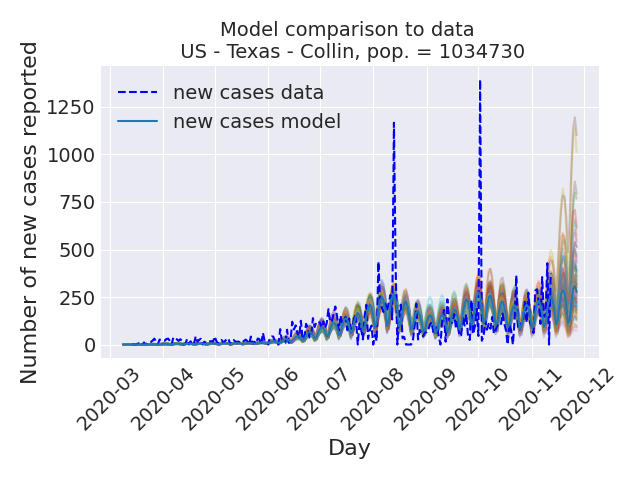 Model comparison to data
US - Texas - Collin, pop. = 1034730
Number of new cases reported
1250
1000
750
500
250
0
new cases data
new cases model
2020-03
2020-04
2020-05
2020-06
2020-07
2020-08
2020-09
2020-10
2020-11
2020-12
Day